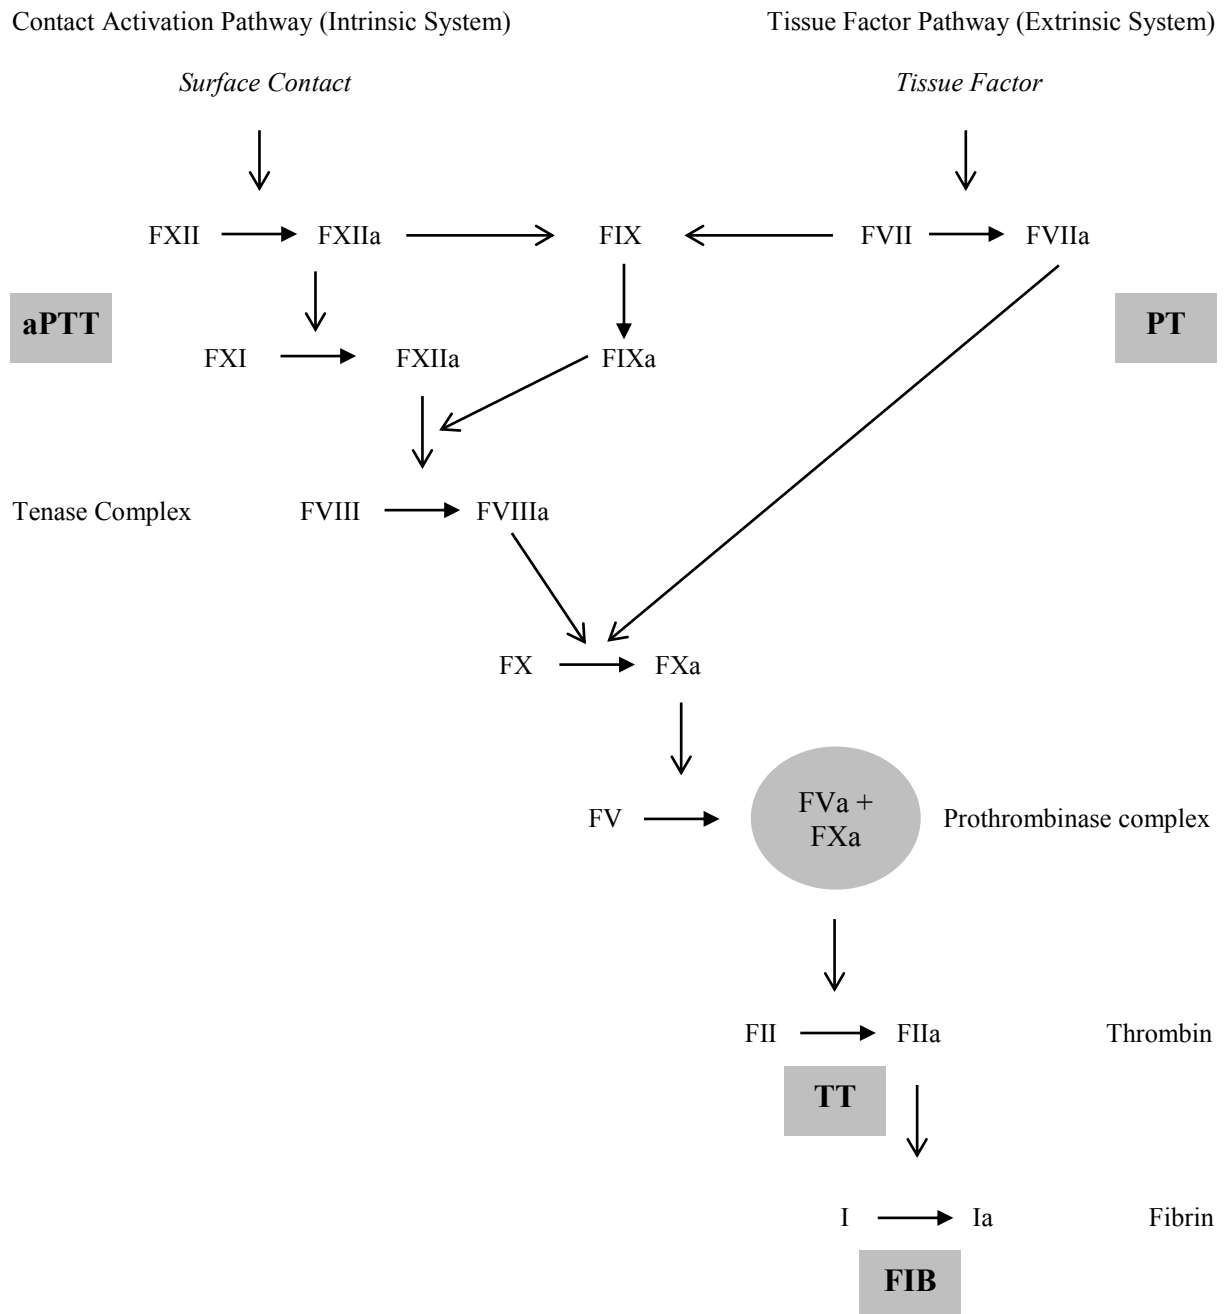 Contact Activation Pathway (Intrinsic System)
Tissue Factor Pathway (Extrinsic System)
Surface Contact
Tissue Factor
FXII
FXIIa
FIX
FVII
FVIIa
aPTT
PT
FXI
FXIIa
FIXa
Tenase Complex
FVIII
FVIIIa
FX
FXa
FV
FVa +
FXa
Prothrombinase complex
FII
FIIa
Thrombin
TT
I
Ia
Fibrin
FIB